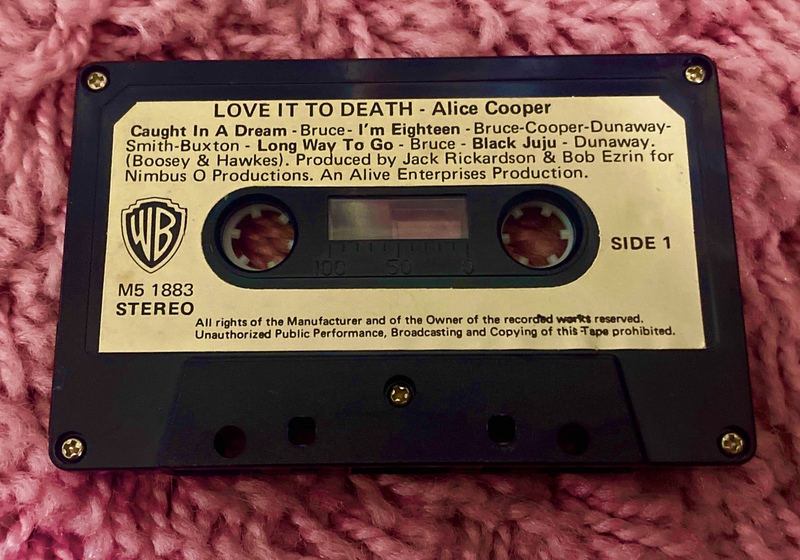 LOVE IT TO DEATH - Alice Cooper
Caught In A Dream - Bruce - I'm Eighteen - Bruce-Cooper-Dunaway-
Smith-Buxton - Long Way To Go - Bruce - Black Juju - Dunaway.
(Boosey & Hawkes). Produced by Jack Rickardson & Bob Ezrin for
Nimbus O Productions. An Alive Enterprises Production.
WB
100 50 0
SIDE 1
M5 1883
STEREO
All rights of the Manufacturer and of the Owner of the recorded works reserved.
Unauthorized Public Performance, Broadcasting and Copying of this Tape prohibited.